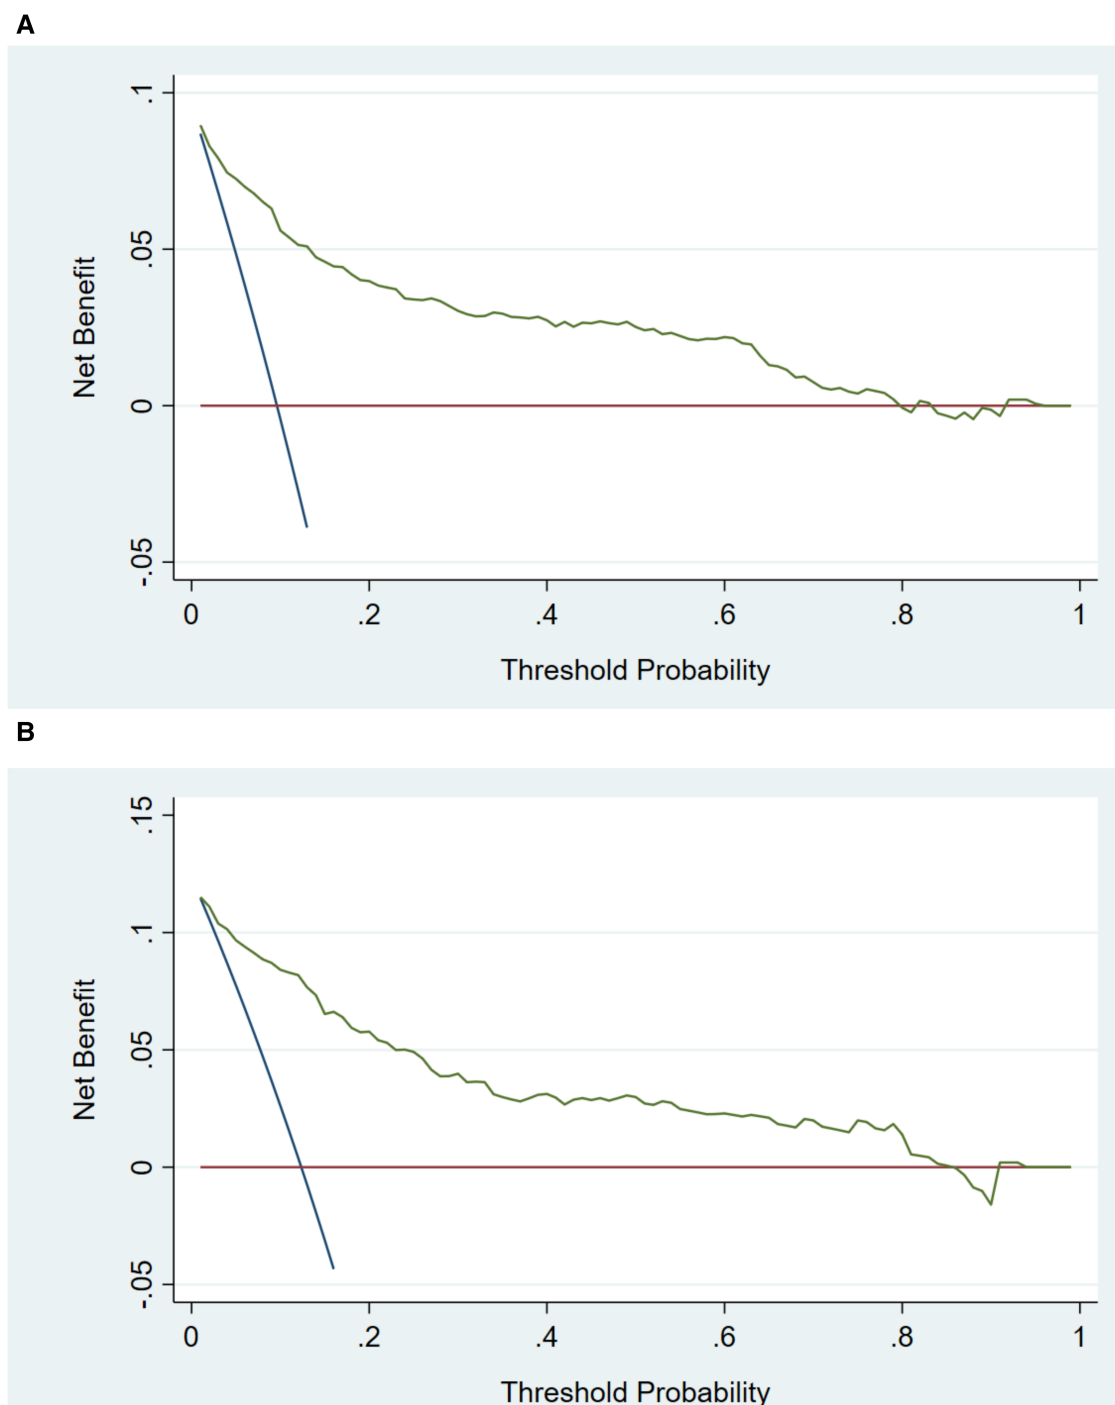 A
.1
.05
0
-.05
Net Benefit
0 .2 .4 .6 .8 1
Threshold Probability
B
.15
.1
.05
0
-.05
Net Benefit
0 .2 .4 .6 .8 1
Threshold Probability